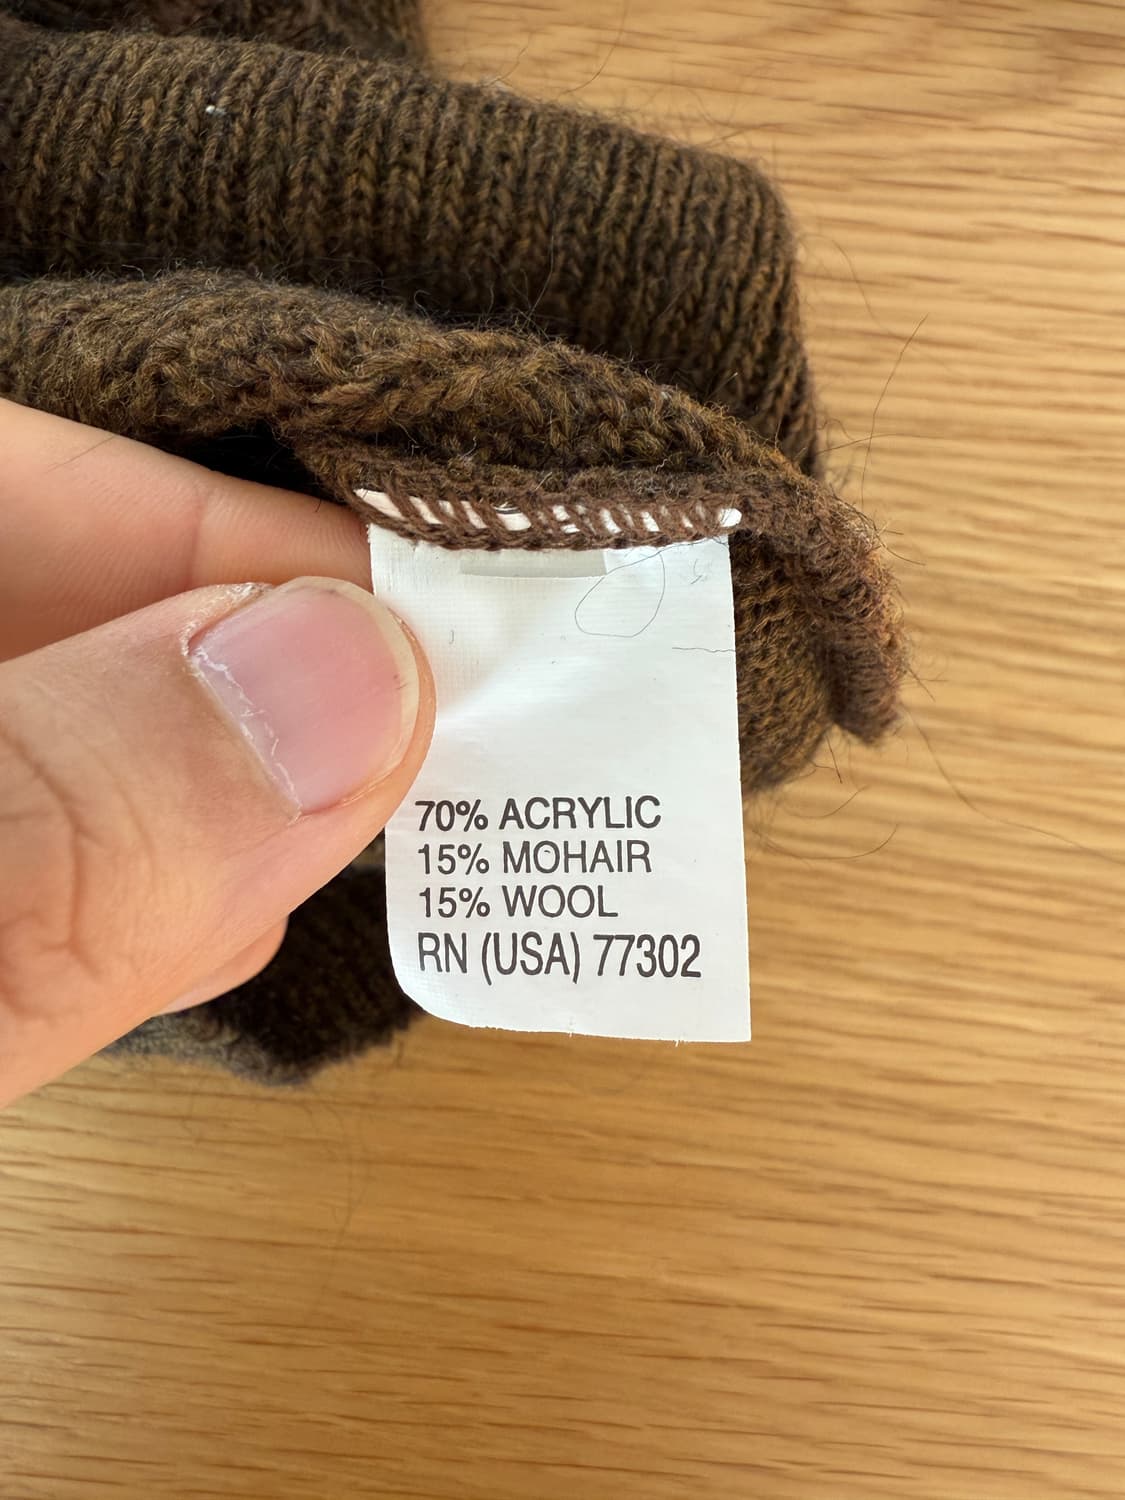 70% ACRYLIC
15% MOHAIR
15% WOOL
RN (USA) 77302